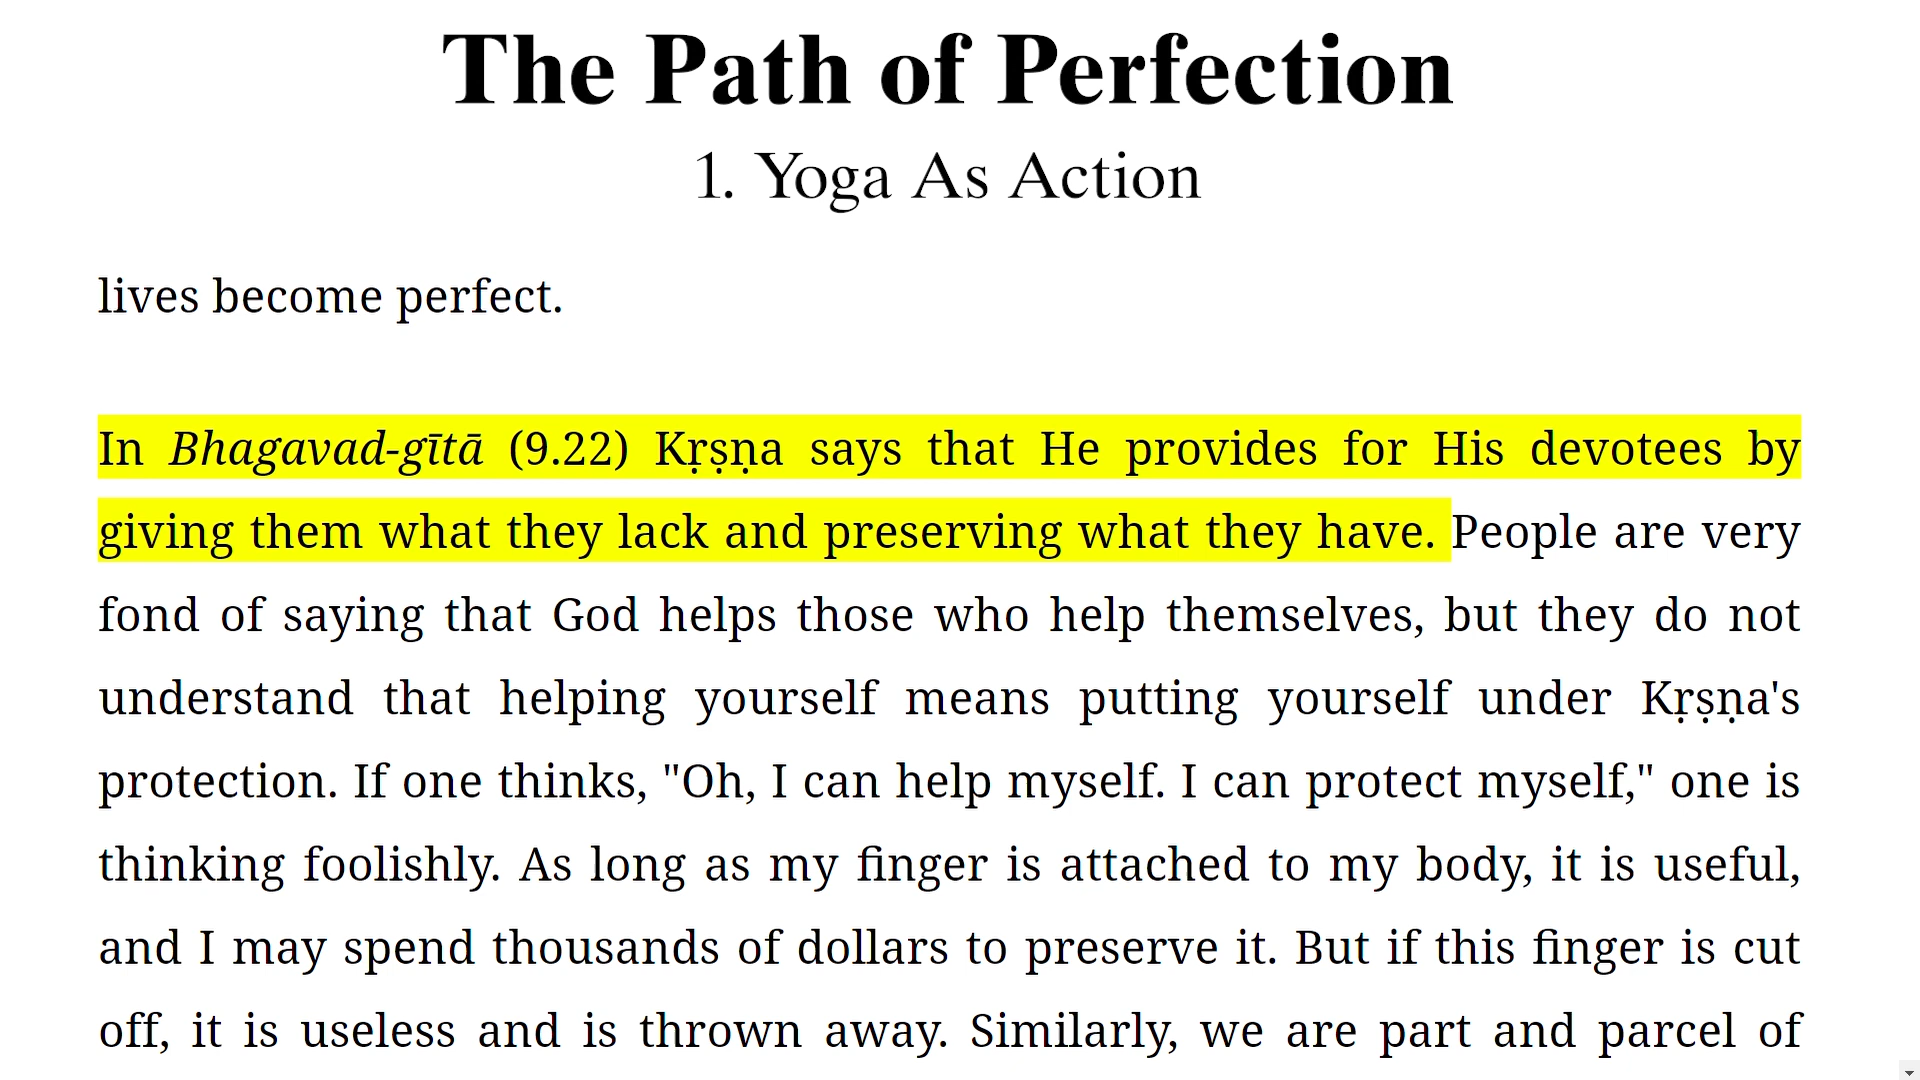 The Path of Perfection
1. Yoga As Action
lives become perfect.
In Bhagavad-gītā (9.22) Kṛṣṇa says that He provides for His devotees by
giving them what they lack and preserving what they have. People are very
fond of saying that God helps those who help themselves, but they do not
understand that helping yourself means putting yourself under Kṛṣṇa's
protection. If one thinks, "Oh, I can help myself. I can protect myself," one is
thinking foolishly. As long as my finger is attached to my body, it is useful,
and I may spend thousands of dollars to preserve it. But if this finger is cut
off, it is useless and is thrown away. Similarly, we are part and parcel of